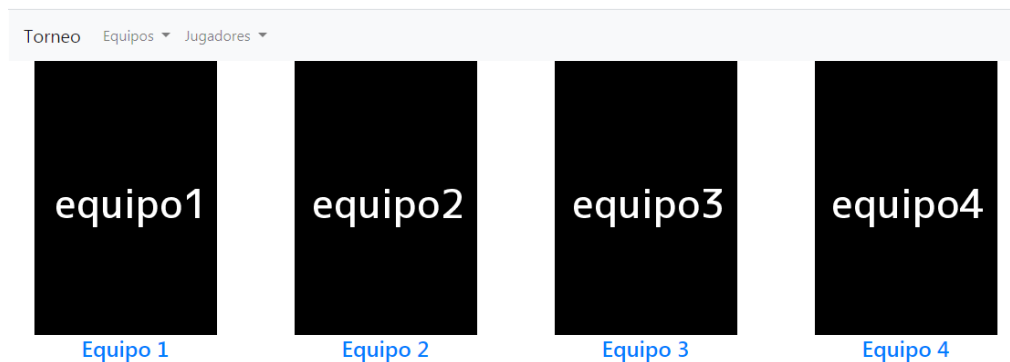 Torneo Equipos Jugadores
equipo1 equipo2 equipo3 equipo4
Equipo 1 Equipo 2 Equipo 3 Equipo 4